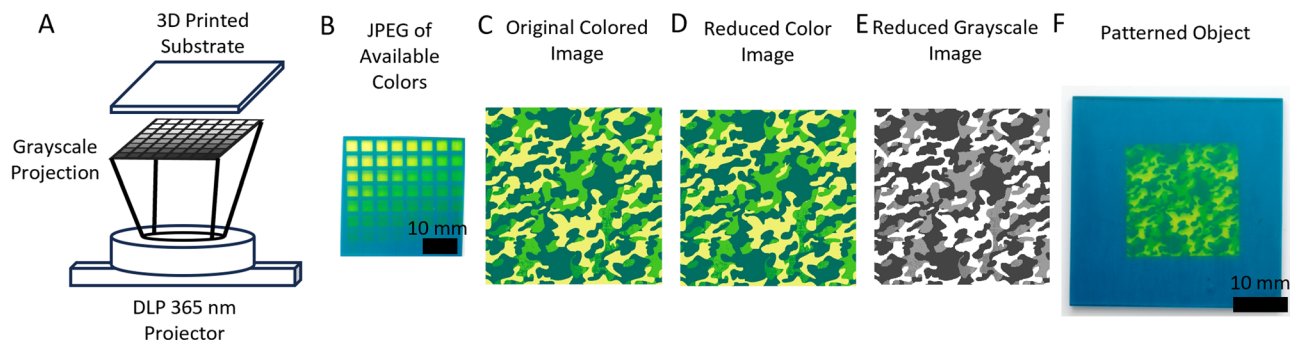 A
3D Printed
Substrate
Grayscale
Projection
DLP 365 nm
Projector
B
JPEG of
Available
Colors
10 mm
C
Original Colored
Image
D
Reduced Color
Image
E
Reduced Grayscale
Image
F
Patterned Object
10 mm